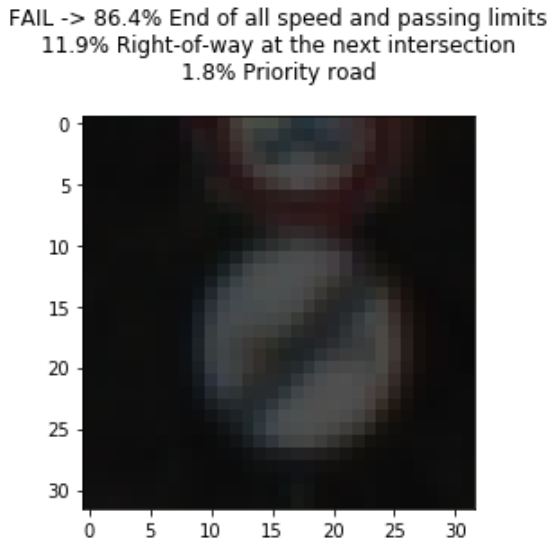 FAIL -> 86.4% End of all speed and passing limits
11.9% Right-of-way at the next intersection
1.8% Priority road
0
5
10
15
20
25
30
0 5 10 15 20 25 30